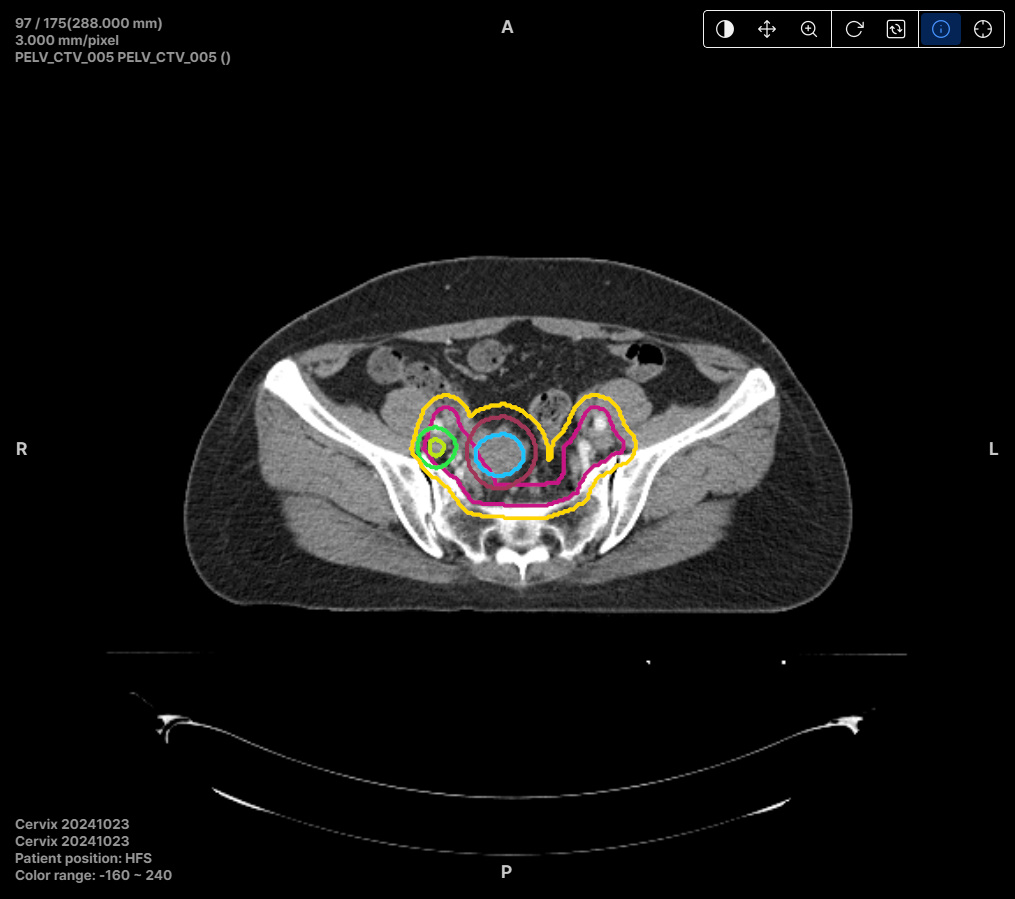 97 / 175(288.000 mm)
3.000 mm/pixel
PELV_CTV_005 PELV_CTV_005 ()
A
R
L
Cervix 20241023
Cervix 20241023
Patient position: HFS
Color range: -160 ~ 240
P